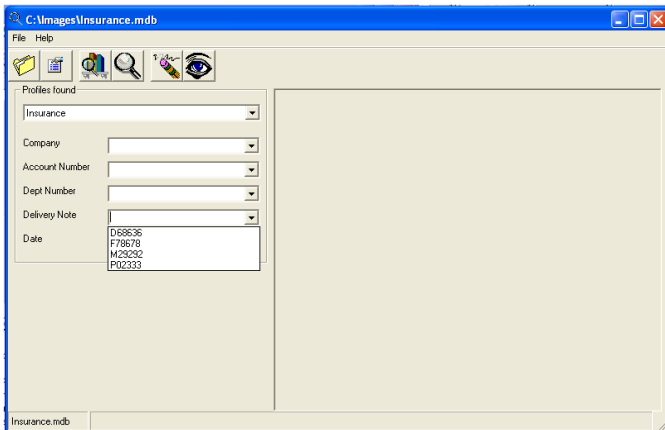 C:\Images\Insurance.mdb
File Help
Profiles found
Insurance
Company
Account Number
Dept Number
Delivery Note
Date
D68636
F78678
M29292
P02333
Insurance.mdb